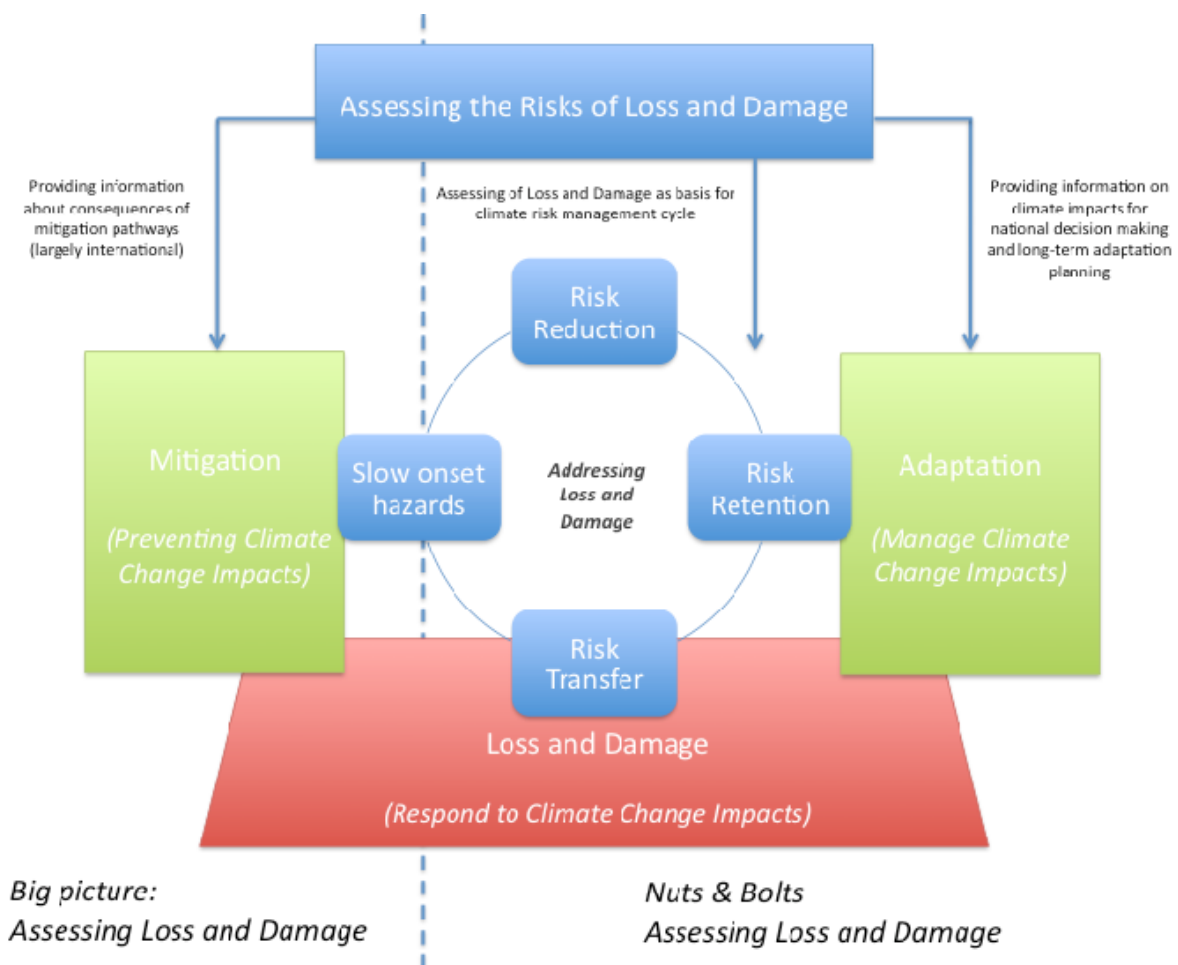 Assessing the Risks of Loss and Damage
Providing information
about consequences of
mitigation pathways
(largely international)
Assessing of Loss and Damage as basis for
climate risk management cycle
Providing information on
climate impacts for
national decision making
and long-term adaptation
planning
Risk
Reduction
Mitigation
(Preventing Climate
Change Impacts)
Slow onset
hazards
Addressing
Loss and
Damage
Risk
Retention
Adaptation
(Manage Climate
Change Impacts)
Risk
Transfer
Loss and Damage
(Respond to Climate Change Impacts)
Big picture:
Assessing Loss and Damage
Nuts & Bolts
Assessing Loss and Damage